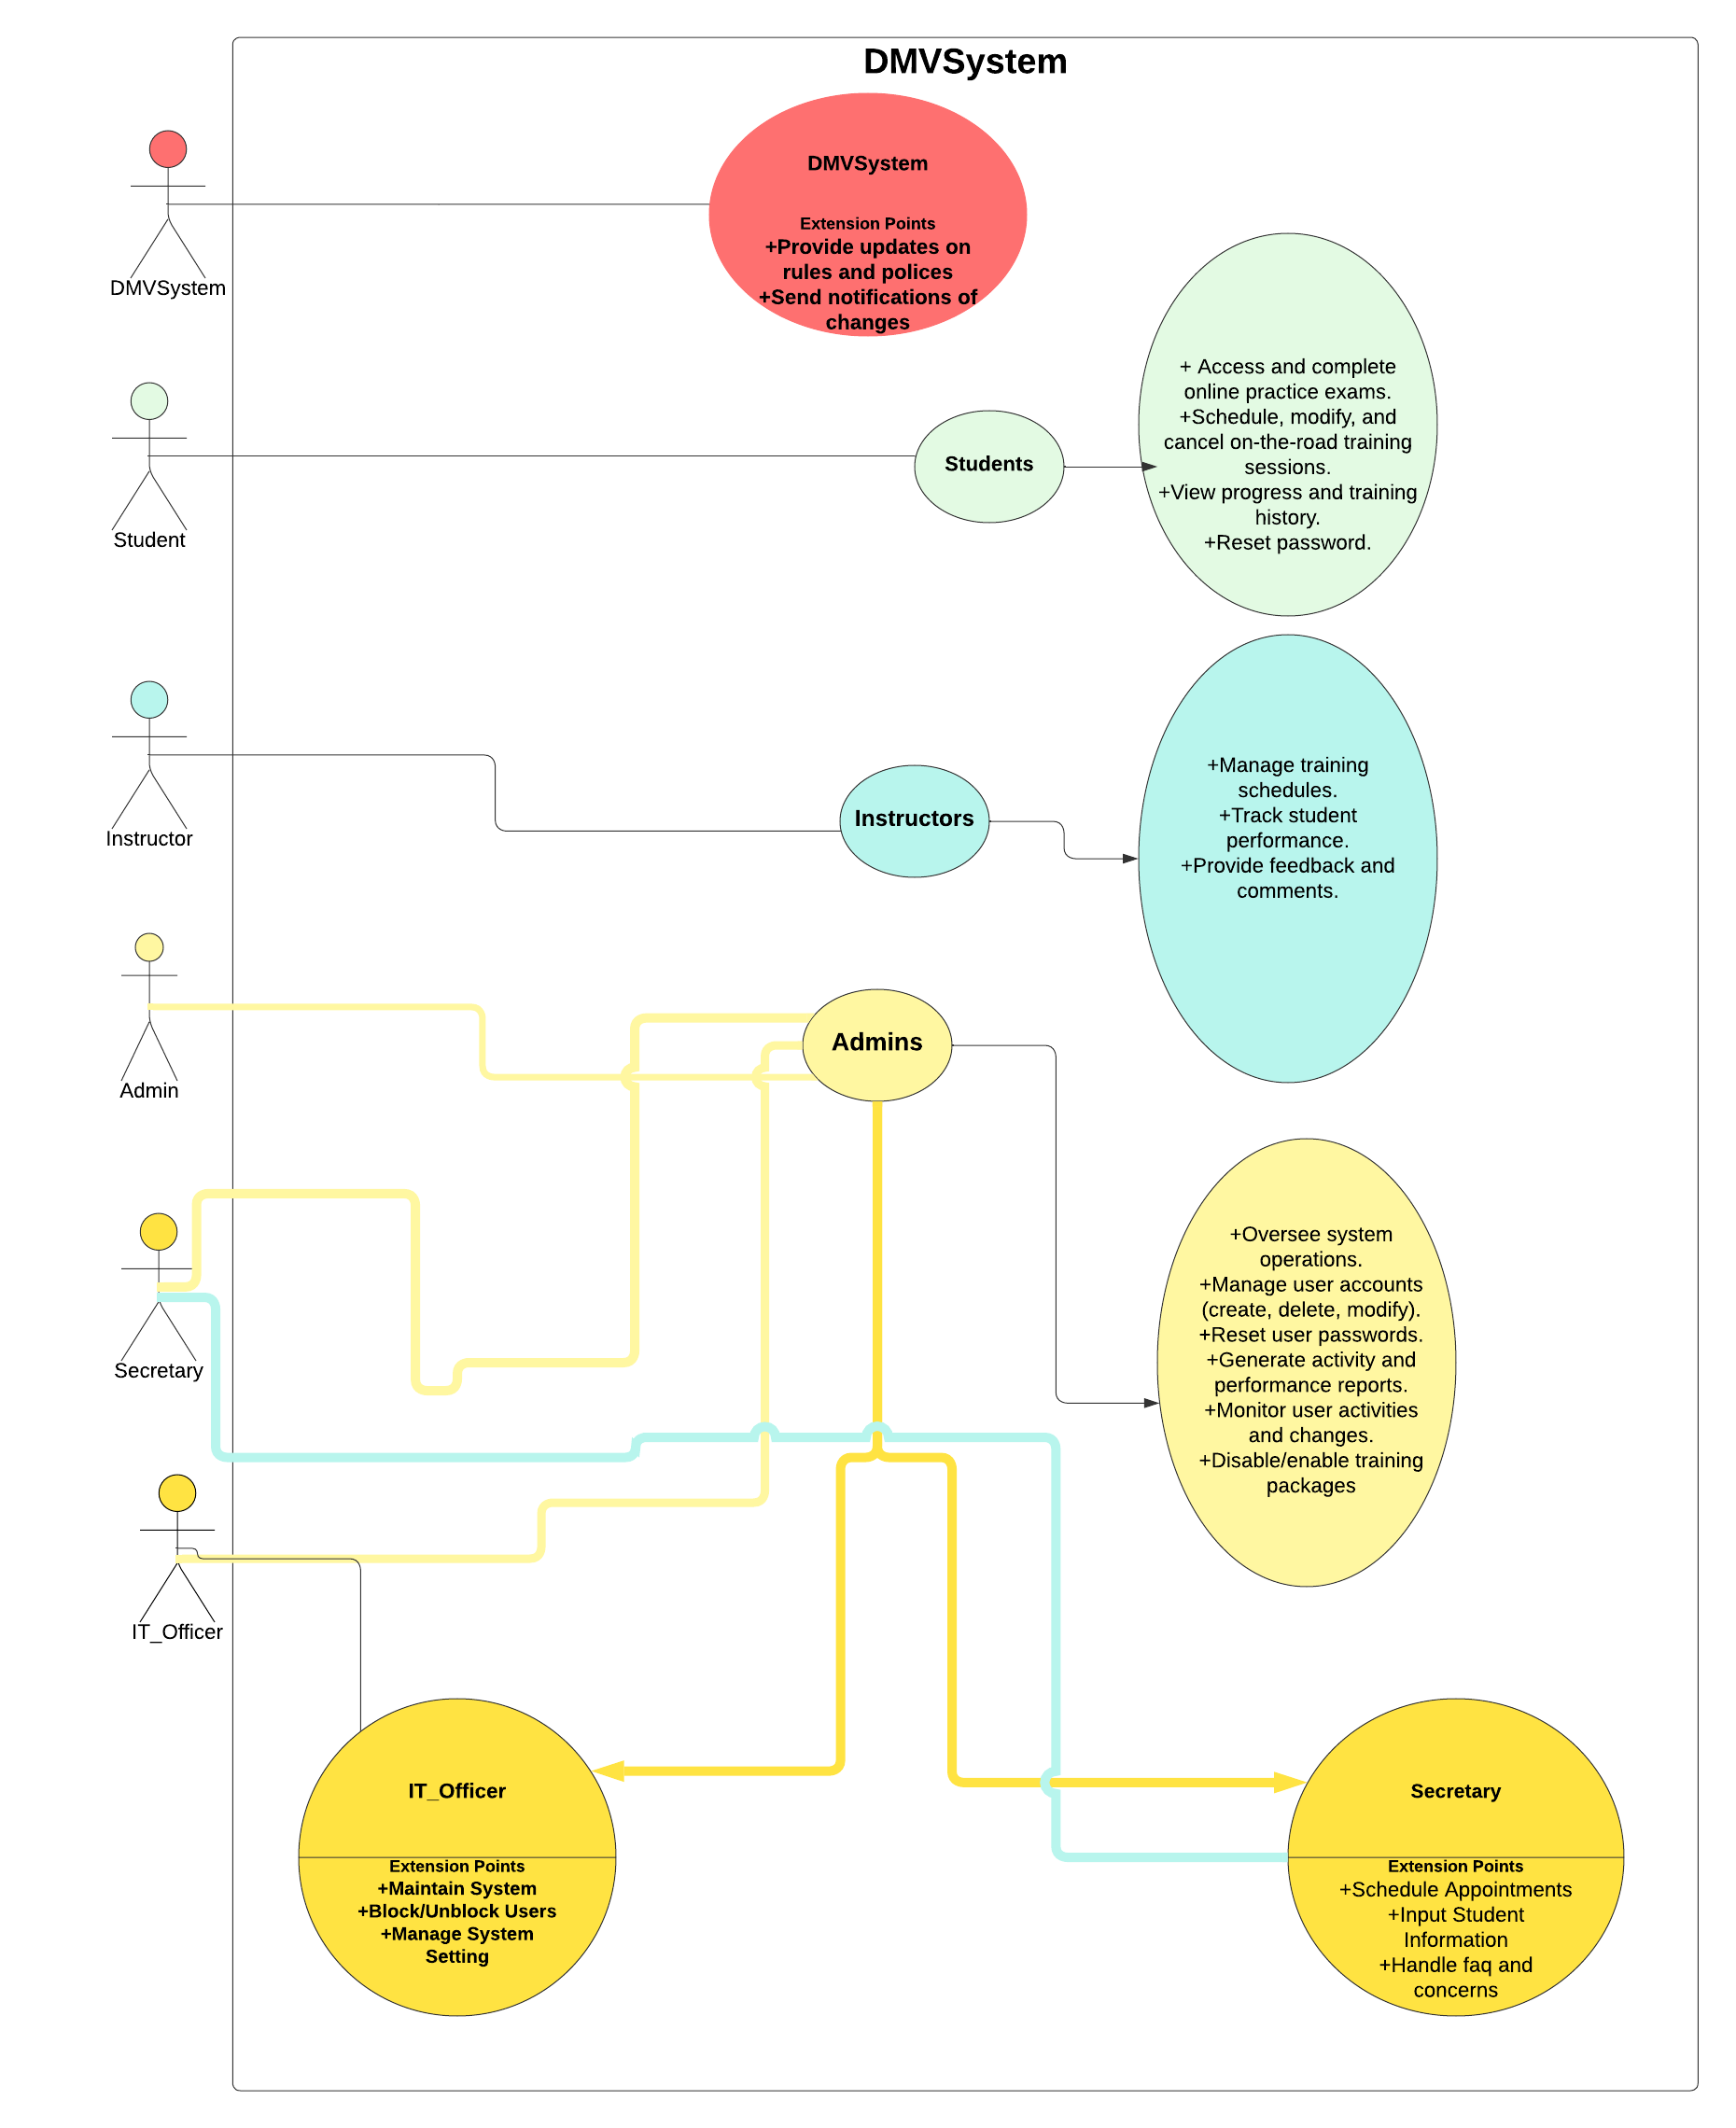 DMVSystem
DMVSystem
Extension Points
+Provide updates on
rules and polices
+Send notifications of
changes
DMVSystem
+ Access and complete
online practice exams.
+Schedule, modify, and
cancel on-the-road training
sessions.
+View progress and training
history.
+Reset password.
Students
Student
+Manage training
schedules.
+Track student
performance.
+Provide feedback and
comments.
Instructors
Instructor
Admins
Admin
+Oversee system
operations.
+Manage user accounts
(create, delete, modify).
+Reset user passwords.
+Generate activity and
performance reports.
+Monitor user activities
and changes.
+Disable/enable training
packages
Secretary
IT_Officer
IT_Officer
Extension Points
+Maintain System
+Block/Unblock Users
+Manage System
Setting
Secretary
Extension Points
+Schedule Appointments
+Input Student
Information
+Handle faq and
concerns